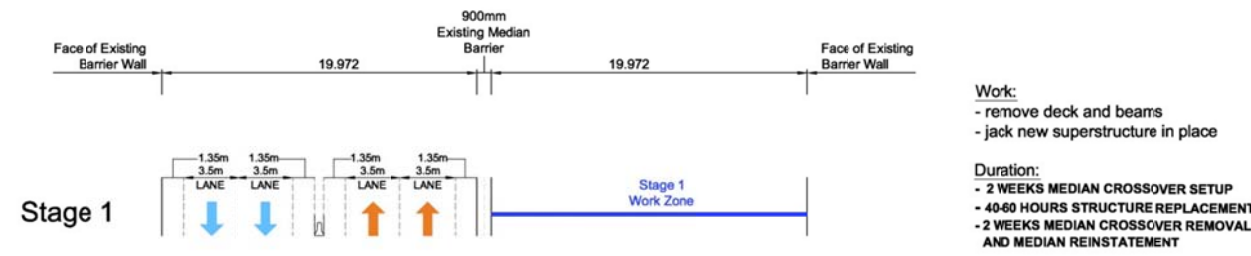 900mm
Existing Median
Barrier
Face of Existing
Barrier Wall
19.972
19.972
Face of Existing
Barrier Wall
Work:
- remove deck and beams
- jack new superstructure in place
1.35m
1.35m
1.35m
1.35m
3.5m
3.5m
3.5m
3.5m
LANE
LANE
LANE
LANE
Stage 1
Stage 1
Work Zone
Duration:
- 2 WEEKS MEDIAN CROSSOVER SETUP
- 40-60 HOURS STRUCTURE REPLACEMENT
- 2 WEEKS MEDIAN CROSSOVER REMOVAL
AND MEDIAN REINSTATEMENT